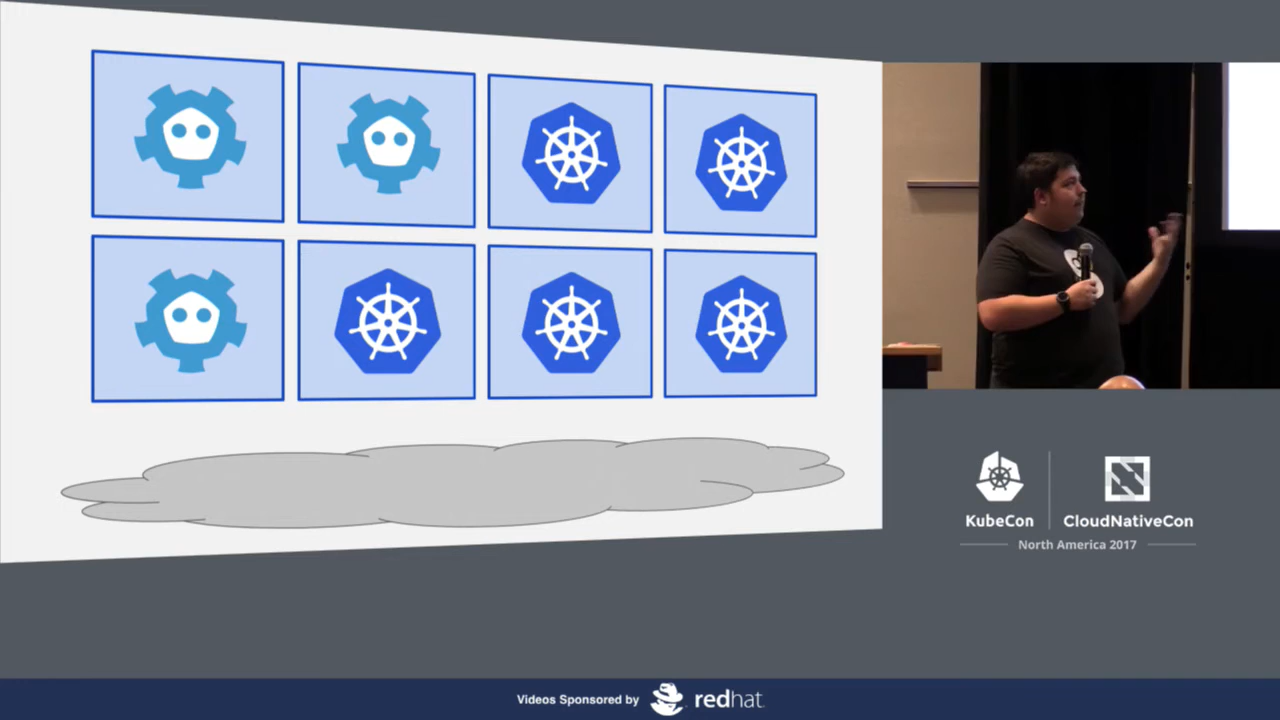 KubeCon
CloudNativeCon
North America 2017
Videos Sponsored by
redhat.